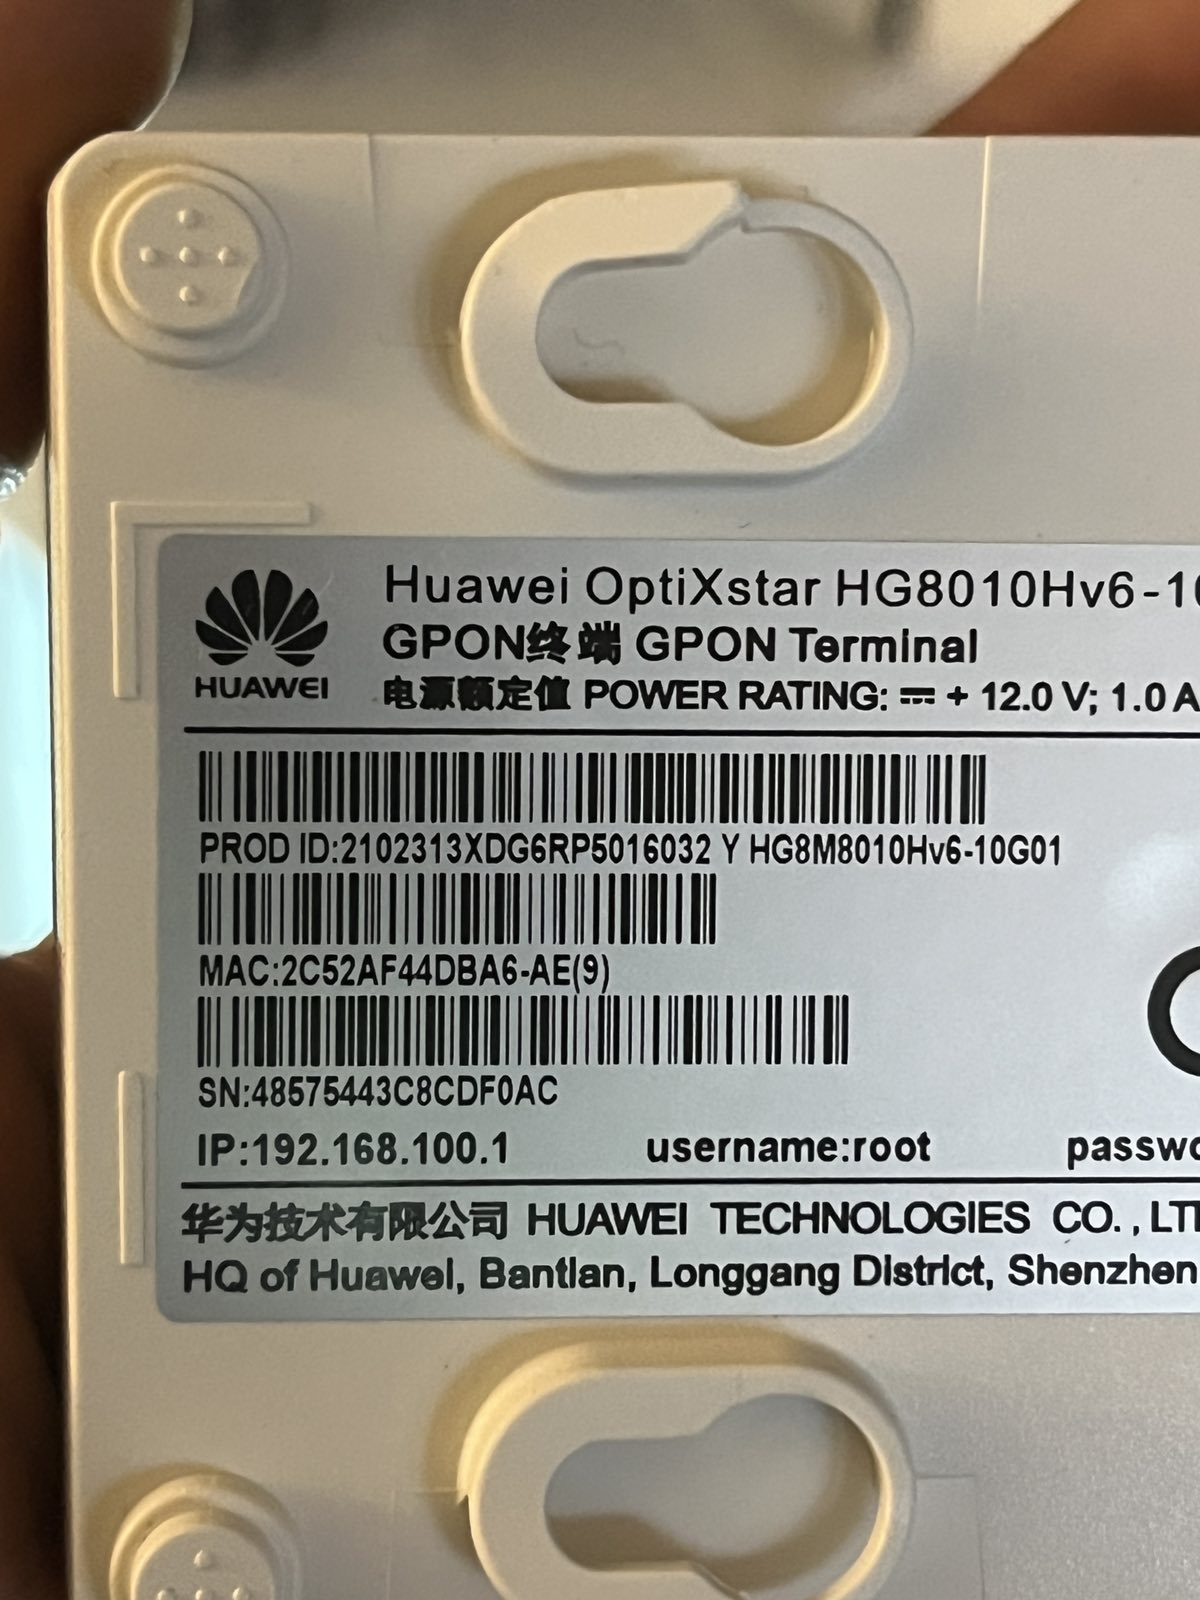 Huawei OptiXstar HG8010Hv6-10
GPON终端 GPON Terminal
HUAWEI
电源额定值 POWER RATING: ⎓ + 12.0 V; 1.0 A
PROD ID:2102313XDG6RP5016032 Y HG8M8010Hv6-10G01
MAC:2C52AF44DBA6-AE(9)
SN:48575443C8CDF0AC
IP:192.168.100.1 username:root passwo
华为技术有限公司 HUAWEI TECHNOLOGIES CO., LT
HQ of Huawei, Bantian, Longgang District, Shenzhen